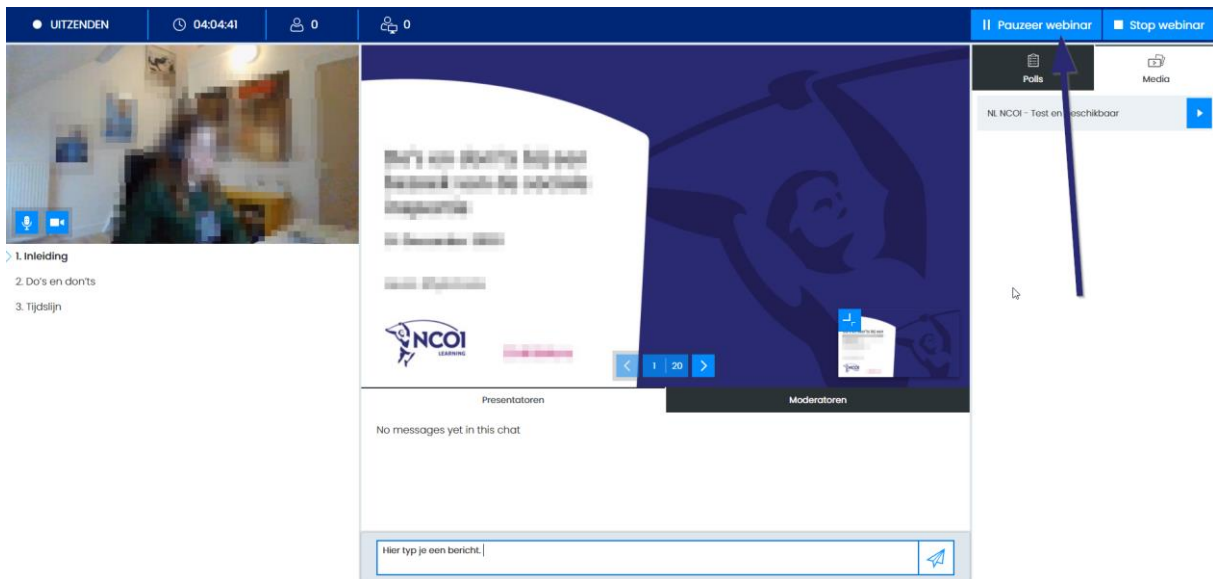 UITZENDEN
04:04:41
0
0
Pauzeer webinar
Stop webinar
Polls
Media
NL NCOI - Test en beschikbaar
1. Inleiding
2. Do's en don'ts
3. Tijdslijn
NCOI
LEARNING
1 | 20
Presentatoren
Moderatoren
No messages yet in this chat
Hier typ je een bericht.